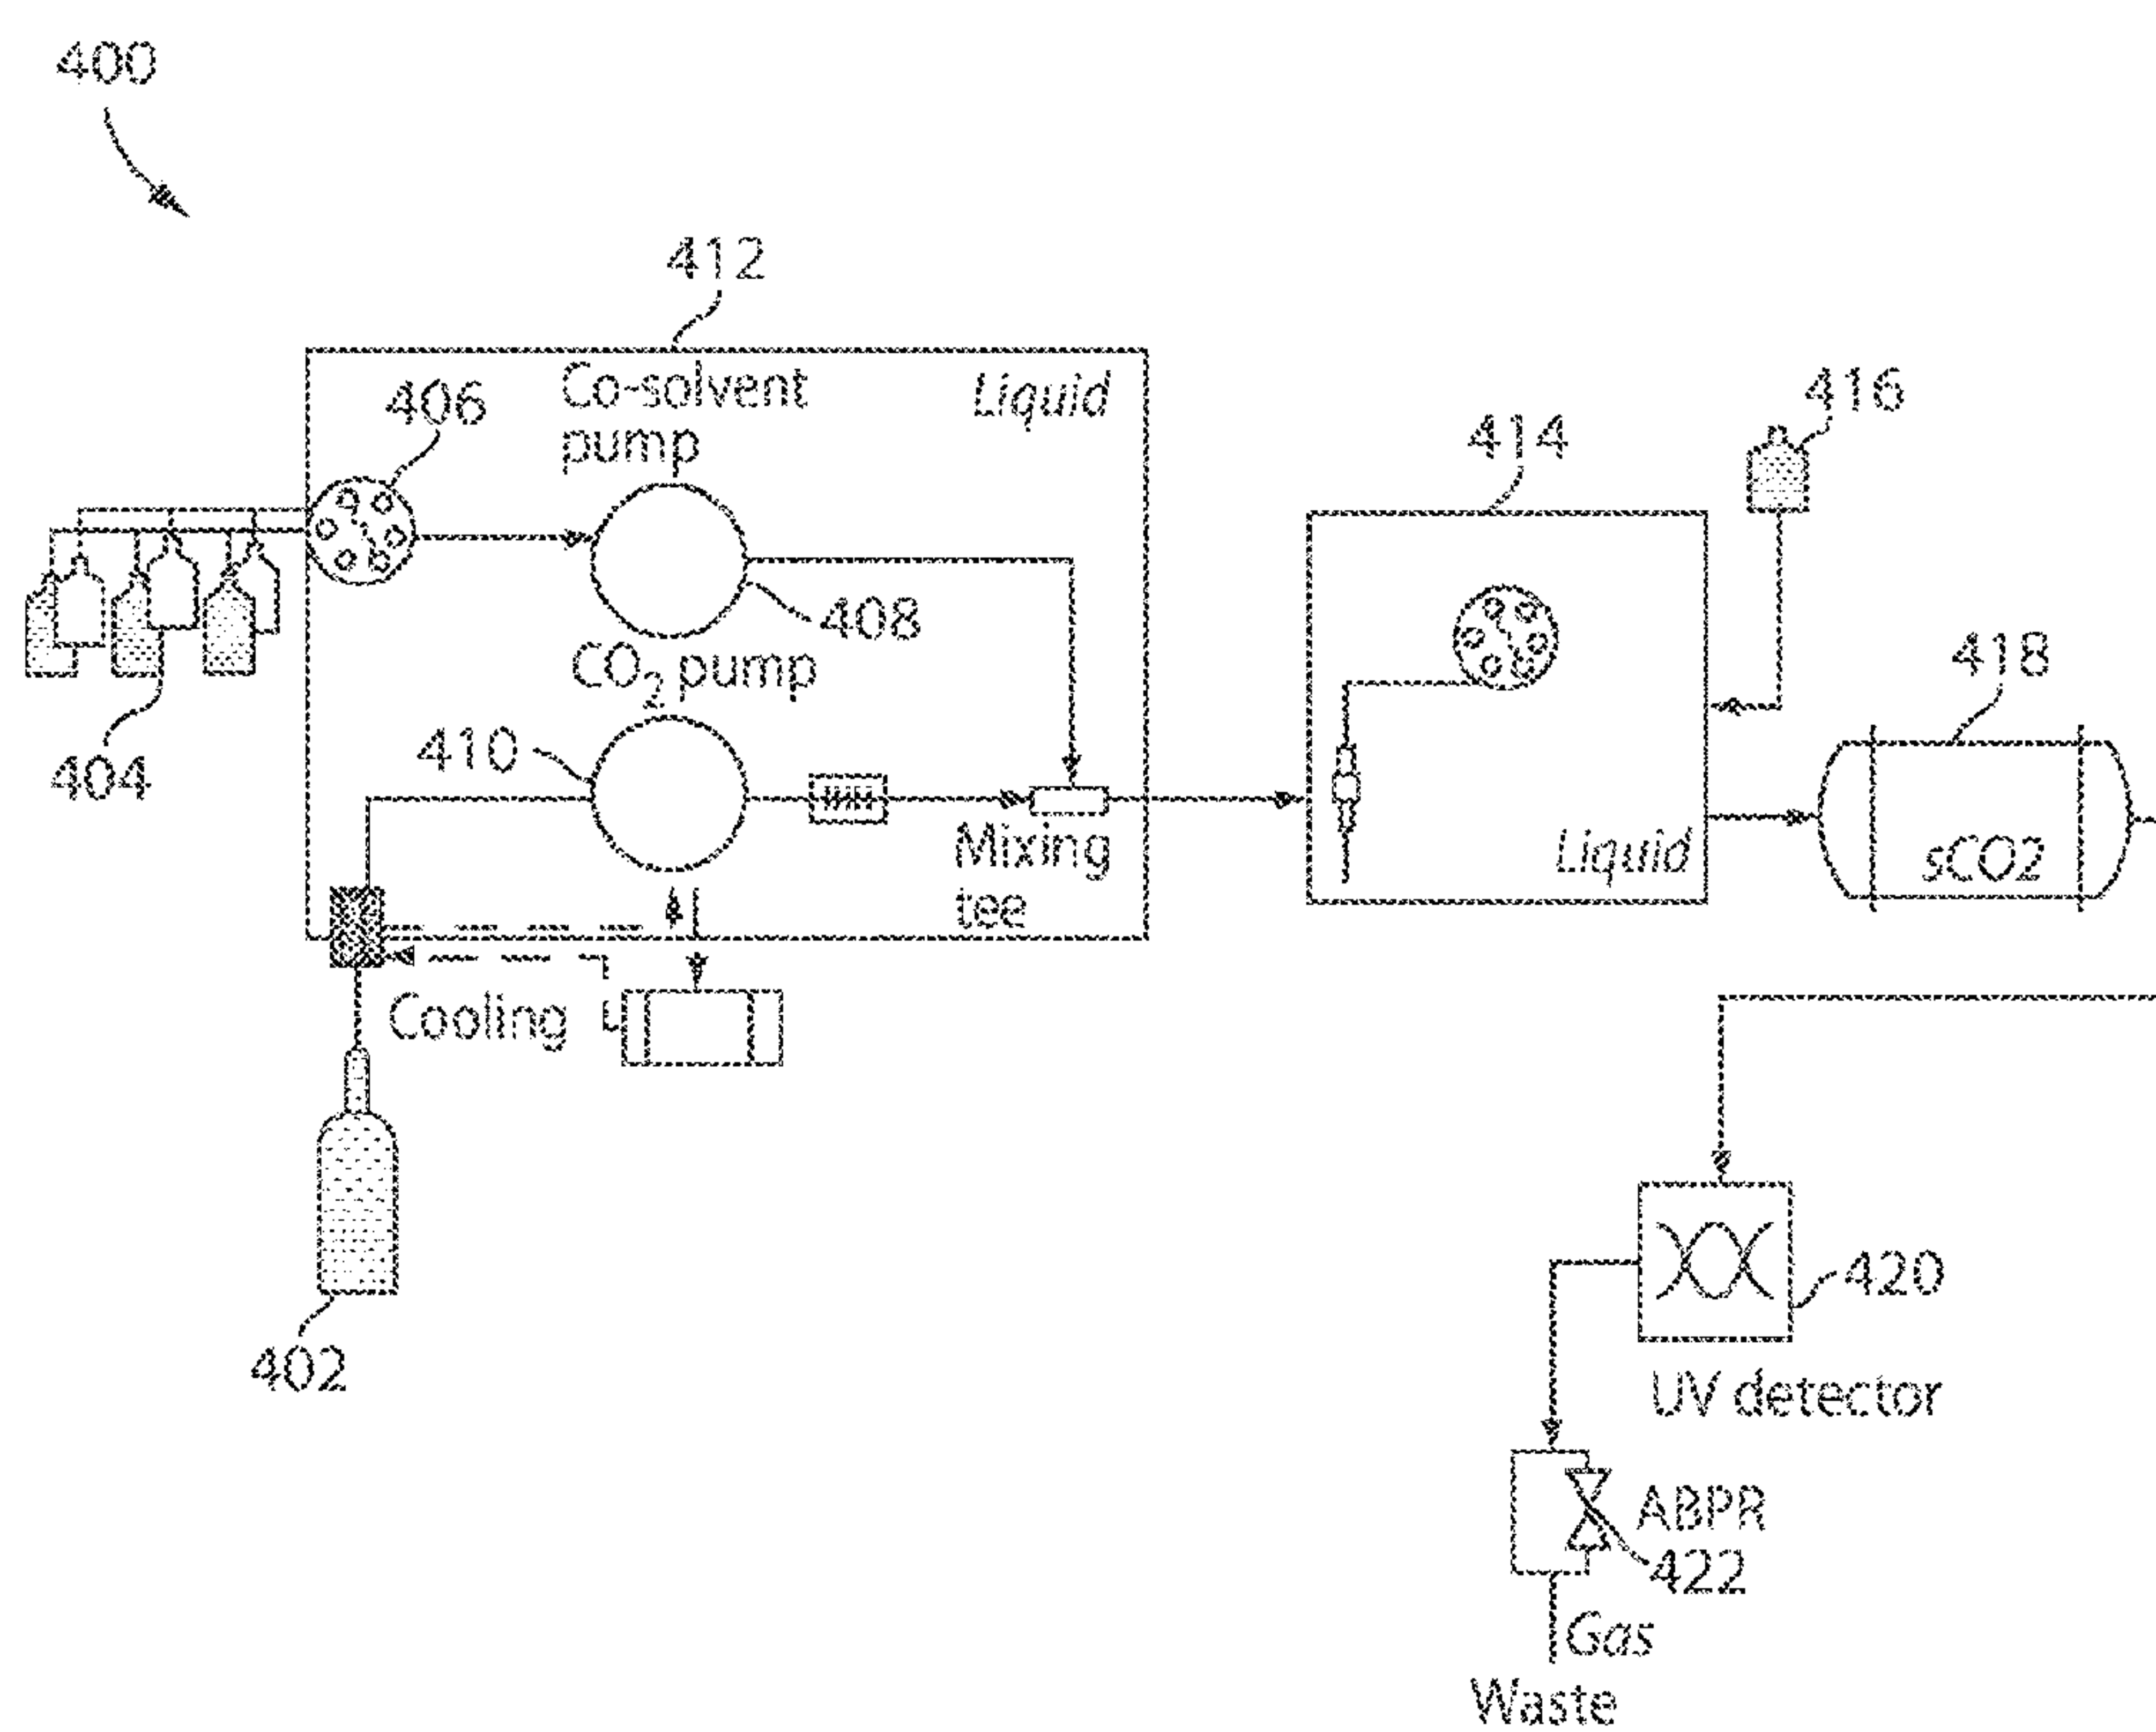 400
412
406
Co-solvent
pump
Liquid
416
414
408
CO2 pump
418
404
410
Mixing
tee
Liquid
sCO2
Cooling
402
420
UV detector
ABPR
422
Gas
Waste